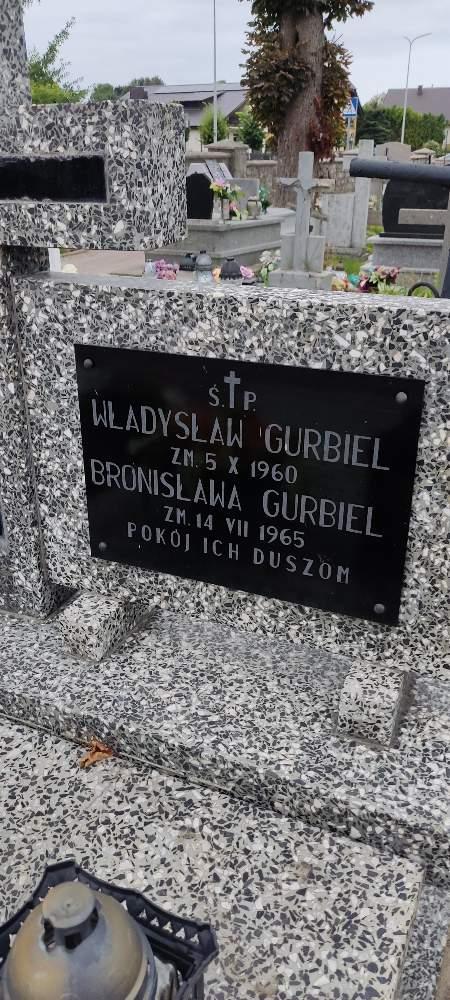 Ś.†P.
WŁADYSŁAW GURBIEL
ZM. 5 X 1960
BRONISŁAWA GURBIEL
ZM. 14 VII 1965
POKÓJ ICH DUSZOM